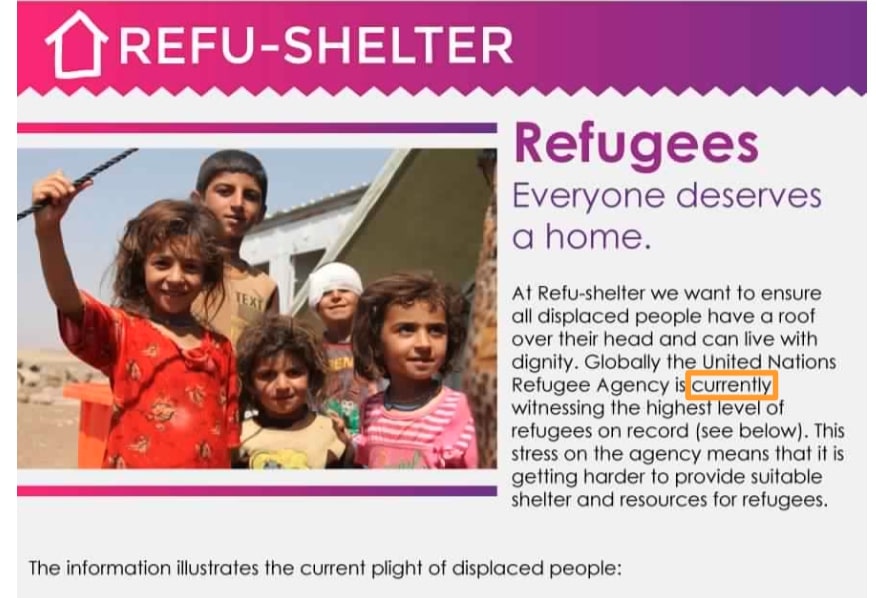 REFU-SHELTER
Refugees
Everyone deserves
a home.
At Refu-shelter we want to ensure
all displaced people have a roof
over their head and can live with
dignity. Globally the United Nations
Refugee Agency is currently
witnessing the highest level of
refugees on record (see below). This
stress on the agency means that it is
getting harder to provide suitable
shelter and resources for refugees.
TEXT
The information illustrates the current plight of displaced people: